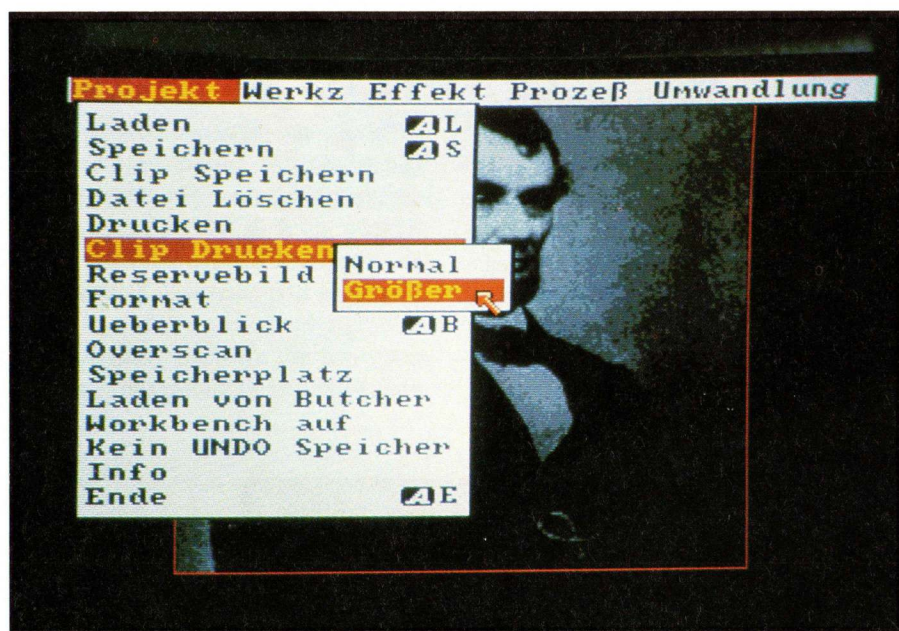 Projekt Werkz Effekt Prozeß Umwandlung
Laden A L
Speichern A S
Clip Speichern
Datei Löschen
Drucken
Clip Drucken
Normal
Reservebild
Größer
Format
Ueberblick A B
Overscan
Speicherplatz
Laden von Butcher
Workbench auf
Kein UNDO Speicher
Info
Ende A E